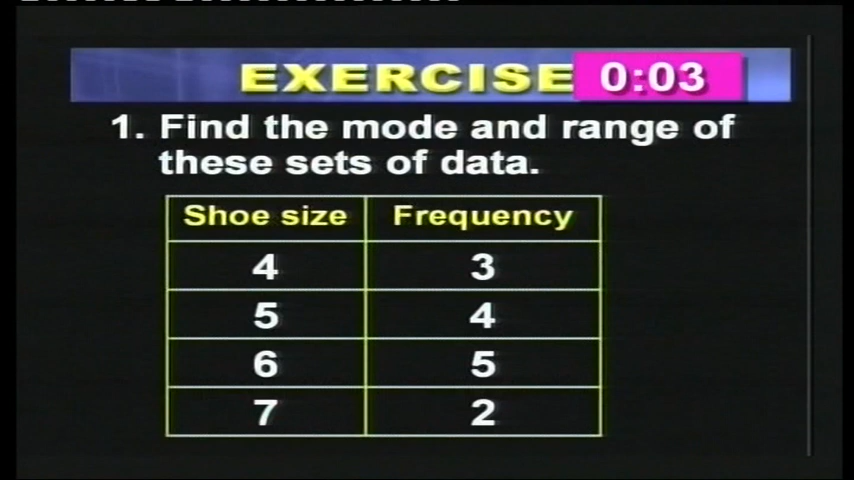 EXERCISE 0:03
1. Find the mode and range of
these sets of data.
Shoe size Frequency
4 3
5 4
6 5
7 2